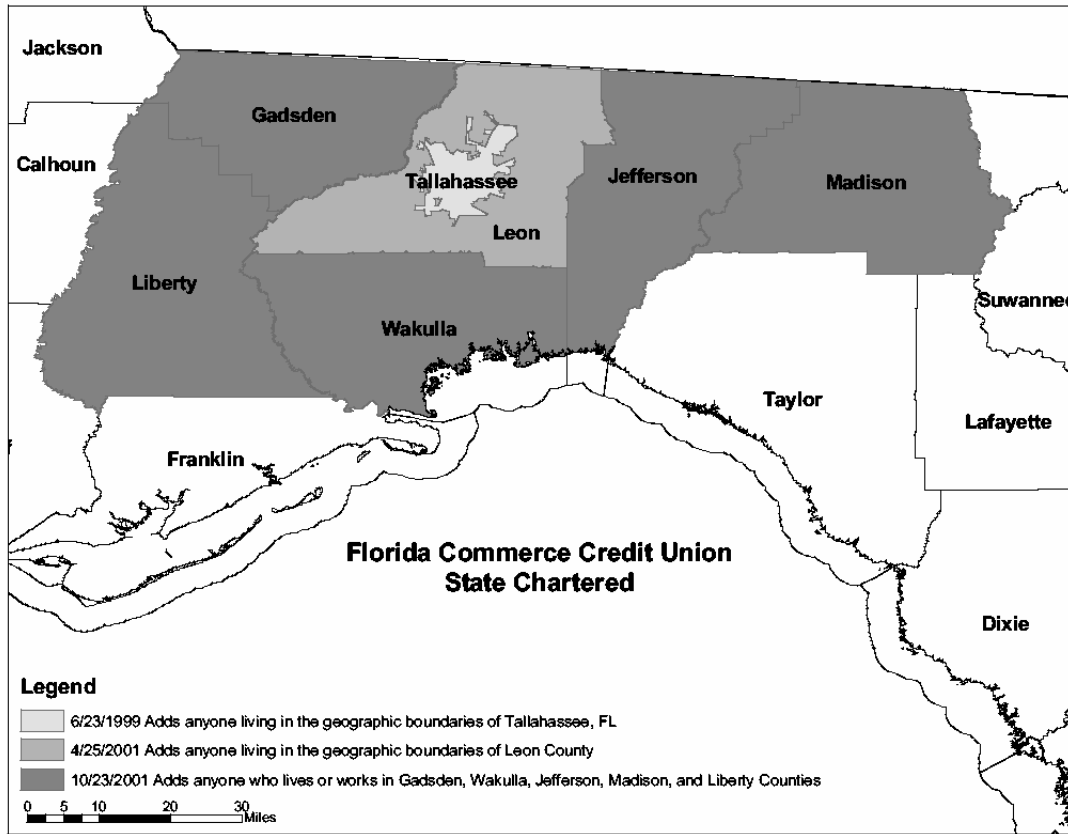 Jackson
Gadsden
Calhoun
Tallahassee
Jefferson
Madison
Leon
Liberty
Suwannee
Wakulla
Taylor
Lafayette
Franklin
Florida Commerce Credit Union
State Chartered
Dixie
Legend
6/23/1999 Adds anyone living in the geographic boundaries of Tallahassee, FL
4/25/2001 Adds anyone living in the geographic boundaries of Leon County
10/23/2001 Adds anyone who lives or works in Gadsden, Wakulla, Jefferson, Madison, and Liberty Counties
0 5 10 20 30
Miles